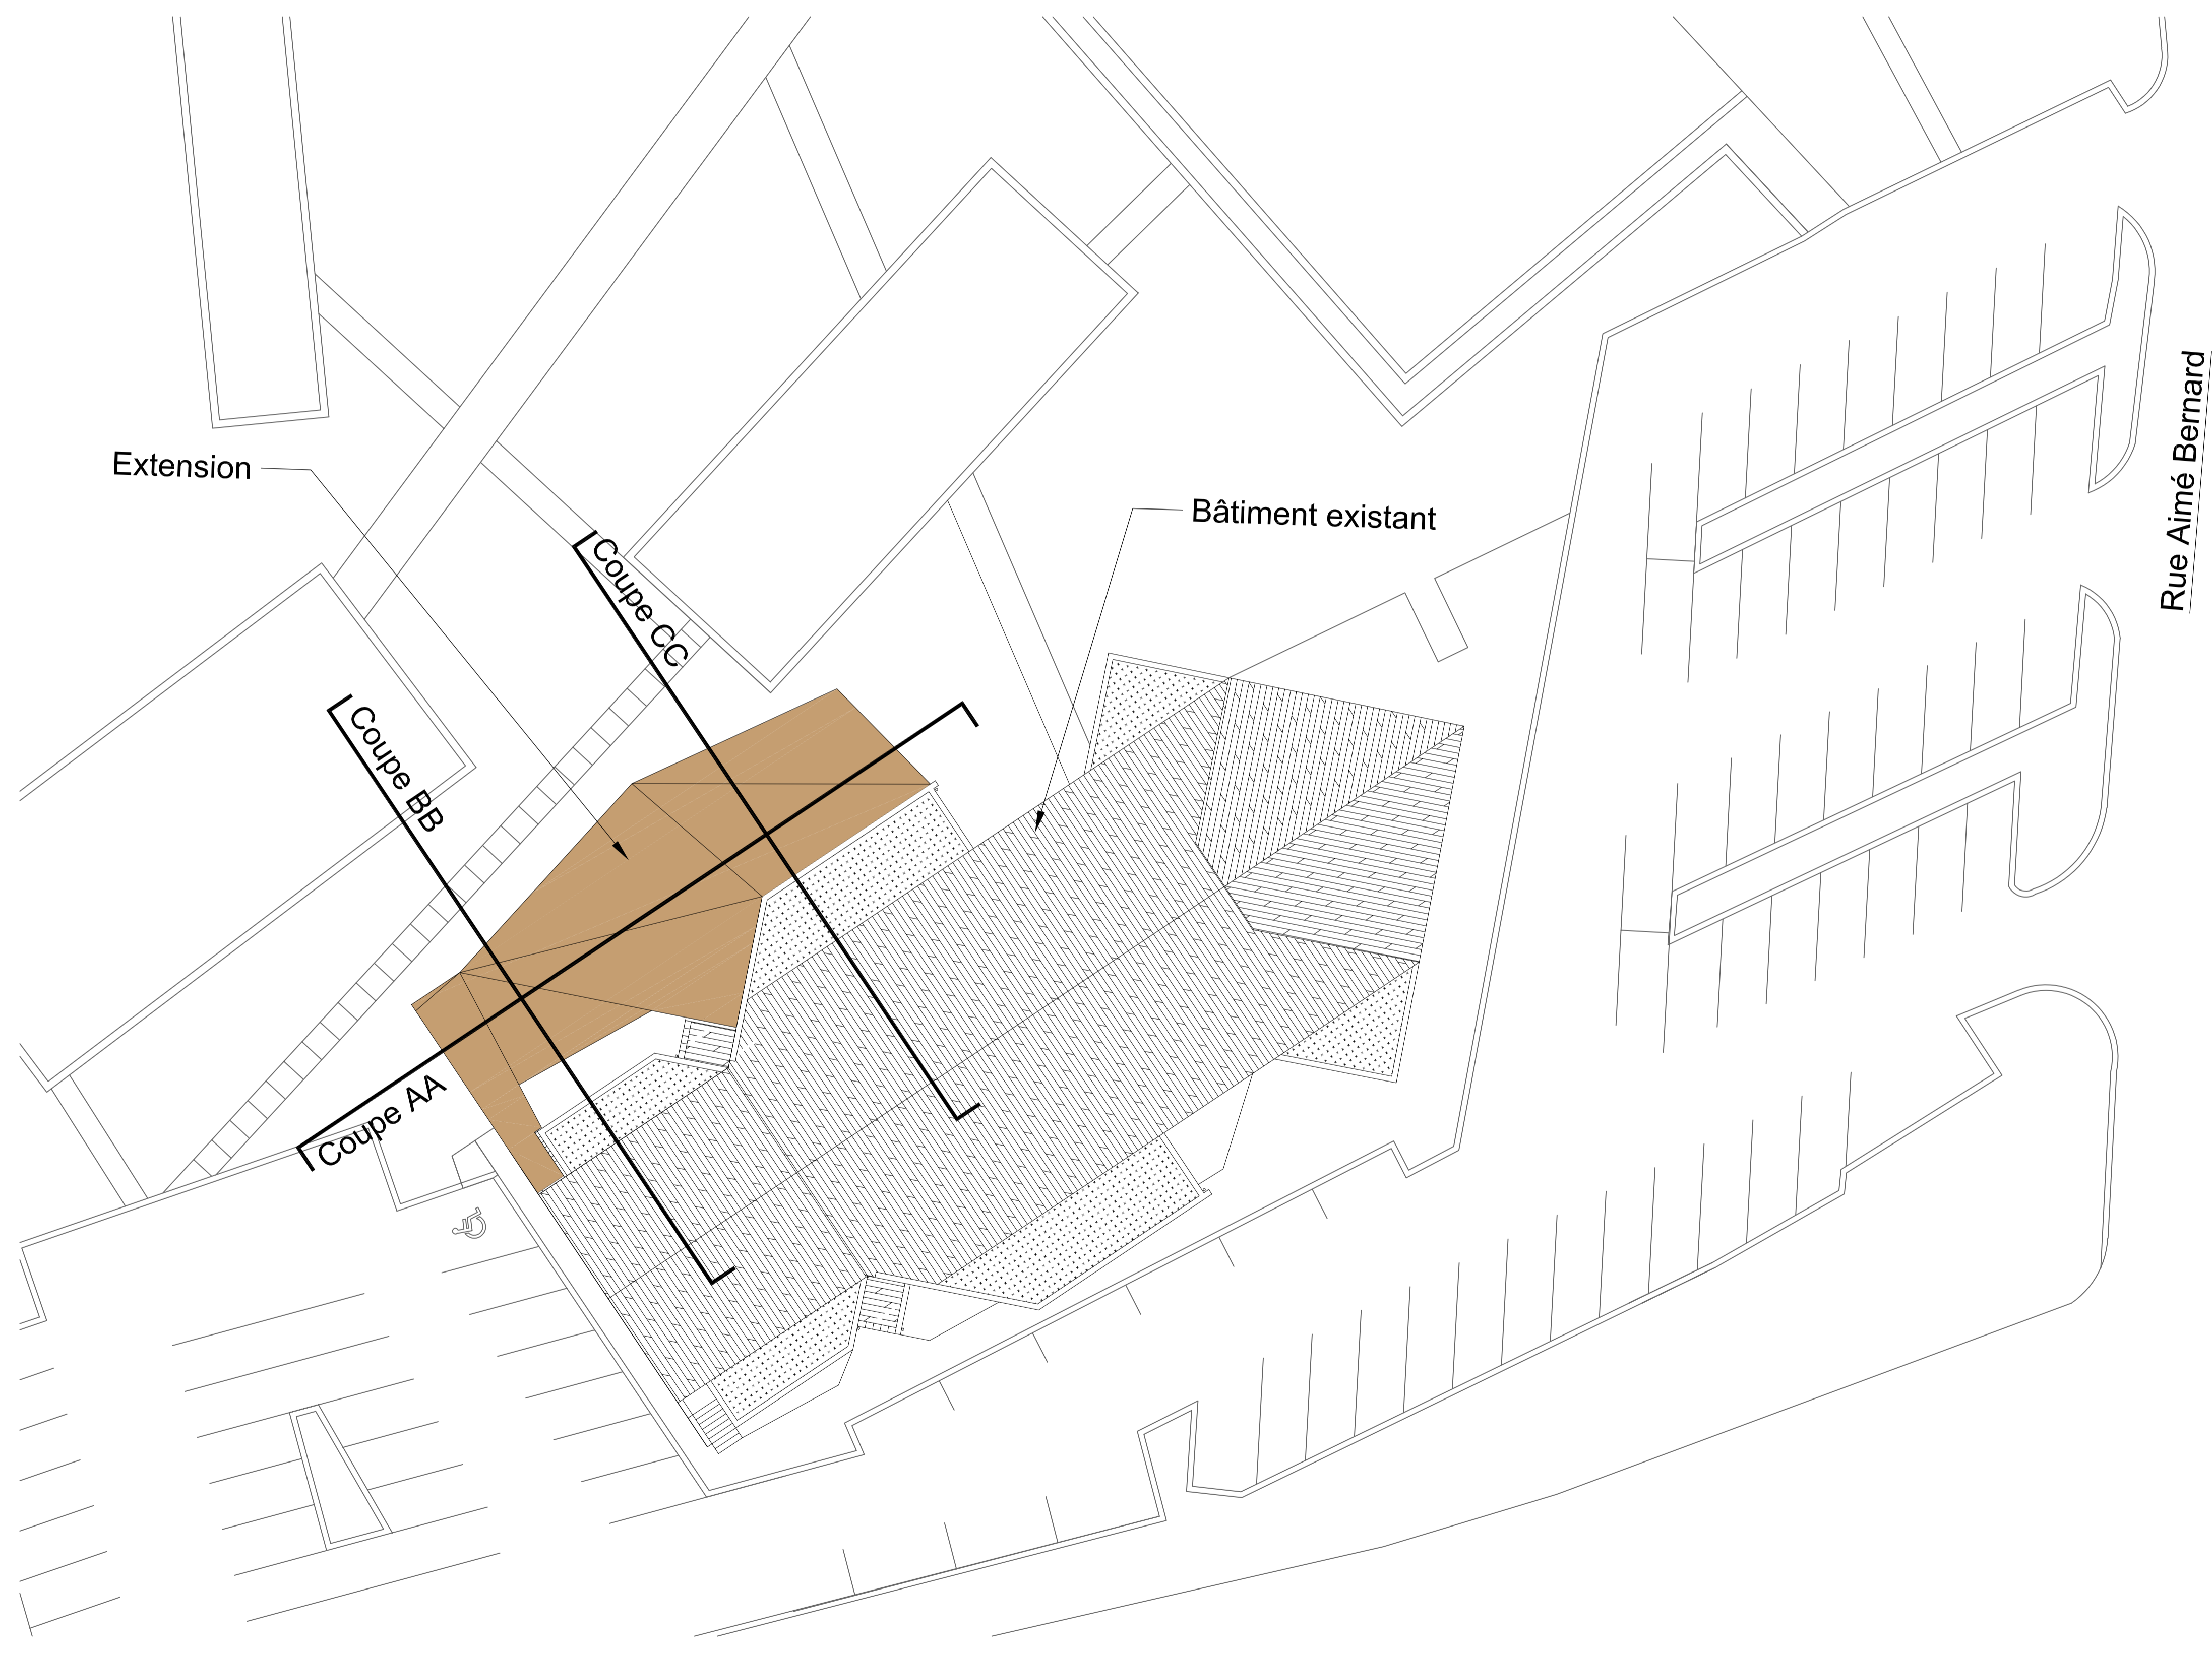 Rue Aimé Bernard
Extension
Bâtiment existant
Coupe CC
Coupe BB
Coupe AA